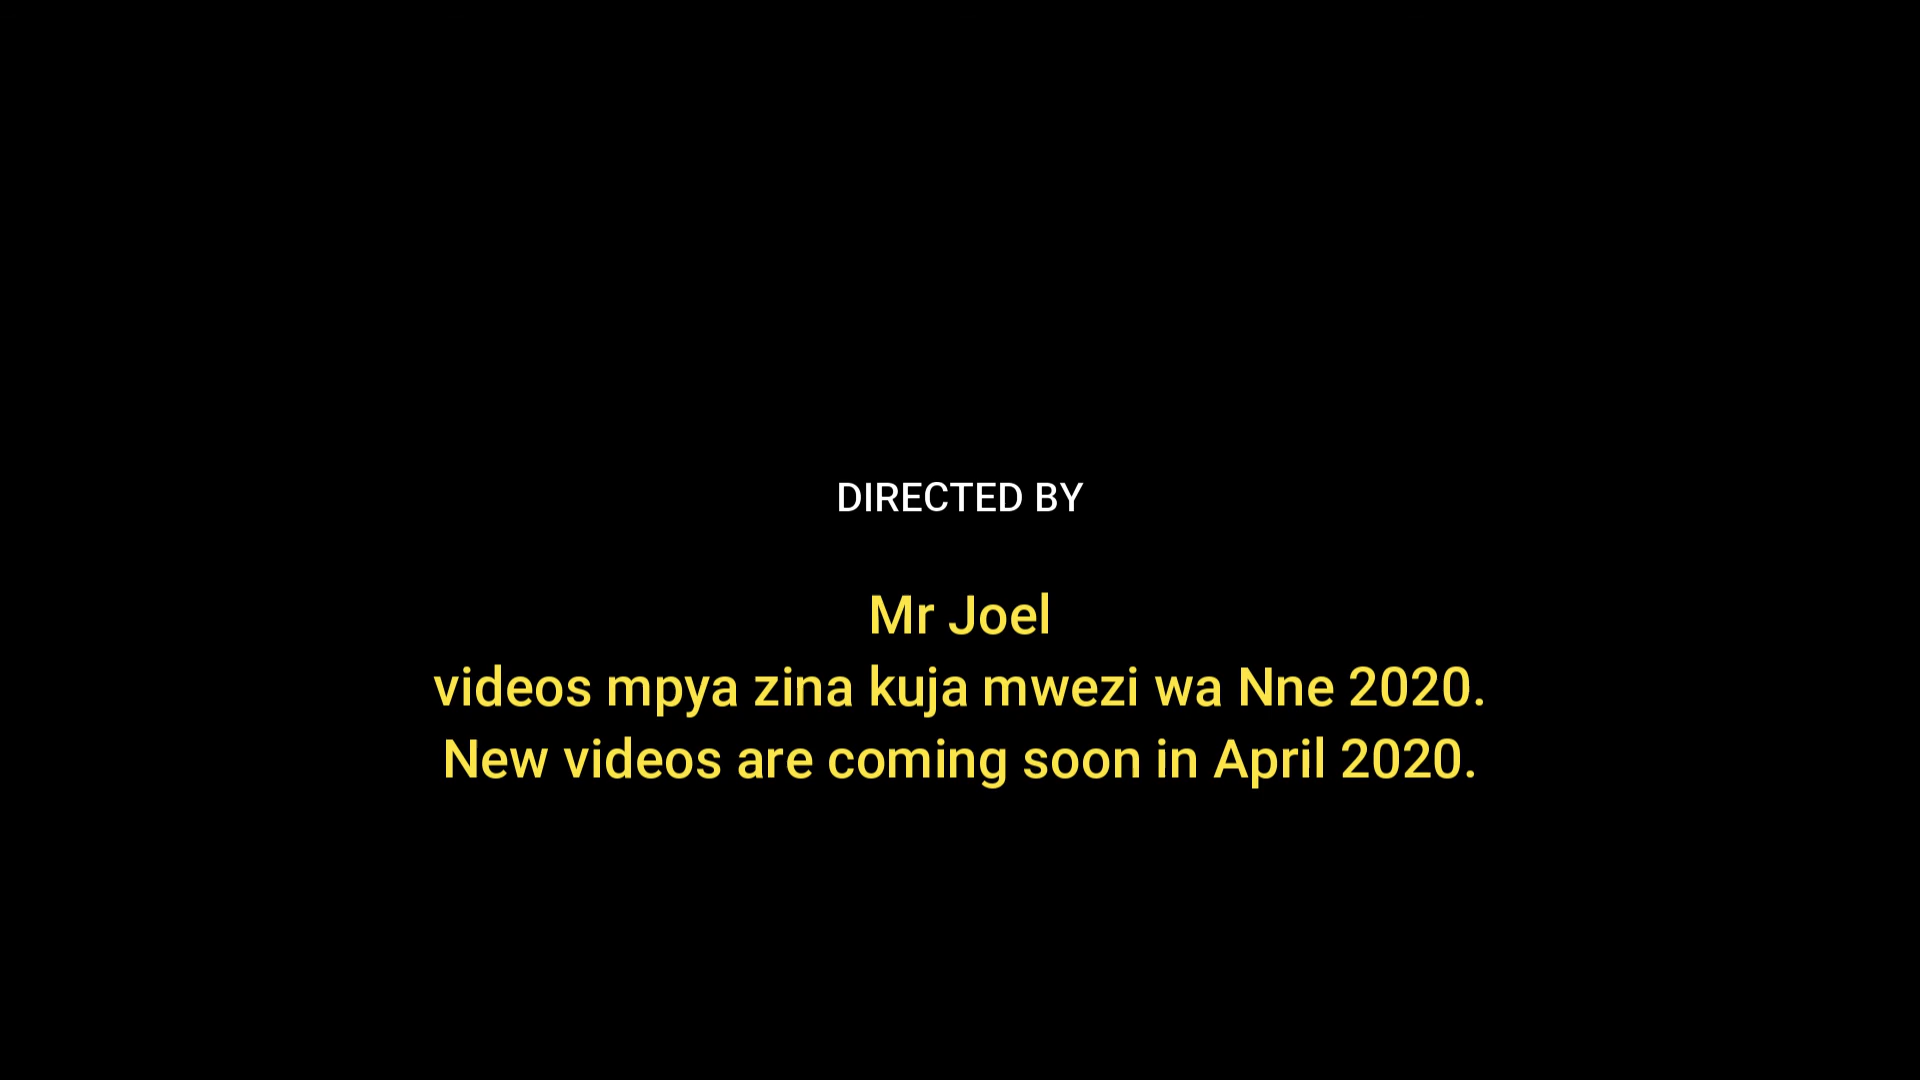 DIRECTED BY
Mr Joel
videos mpya zina kuja mwezi wa Nne 2020.
New videos are coming soon in April 2020.